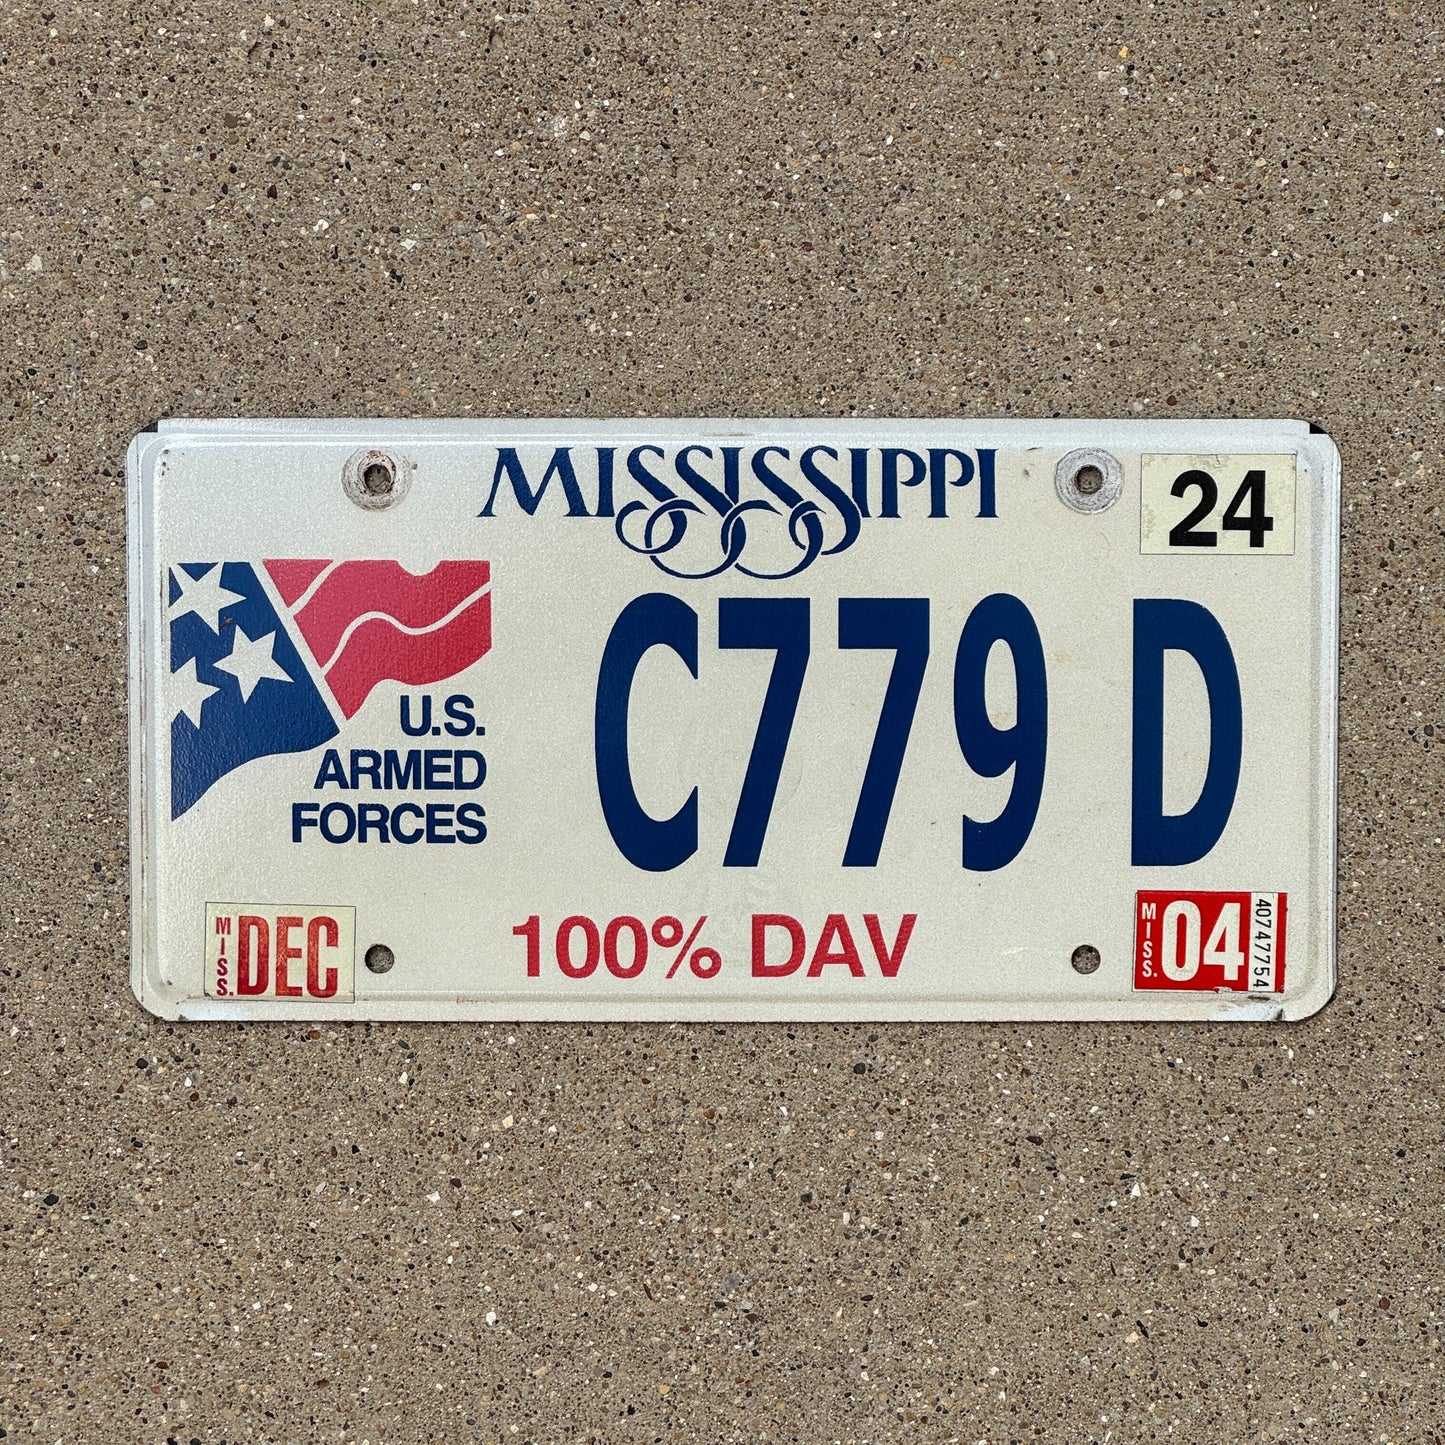 MISSISSIPPI
24
U.S.
ARMED
FORCES
C779 D
MISS.
DEC
100% DAV
MISS.
04
40747754